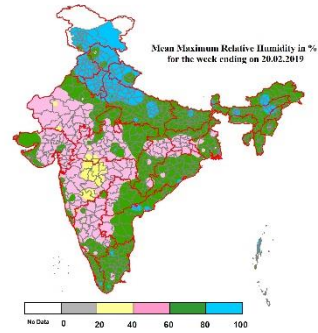 Mean Maximum Relative Humidity in %
for the week ending on 20.02.2019
No Data 0 20 40 60 80 100